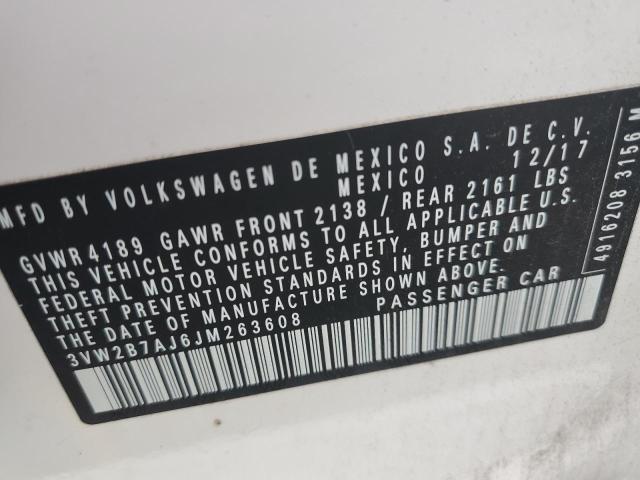 MFD BY VOLKSWAGEN DE MEXICO S.A. DE C.V.
MEXICO 12/17
GVWR 4189 GAWR FRONT 2138 / REAR 2161 LBS
THIS VEHICLE CONFORMS TO ALL APPLICABLE U.S.
FEDERAL MOTOR VEHICLE SAFETY, BUMPER AND
THEFT PREVENTION STANDARDS IN EFFECT ON
THE DATE OF MANUFACTURE SHOWN ABOVE.
3VW2B7AJ6JM263608 PASSENGER CAR
4916208 3156 M